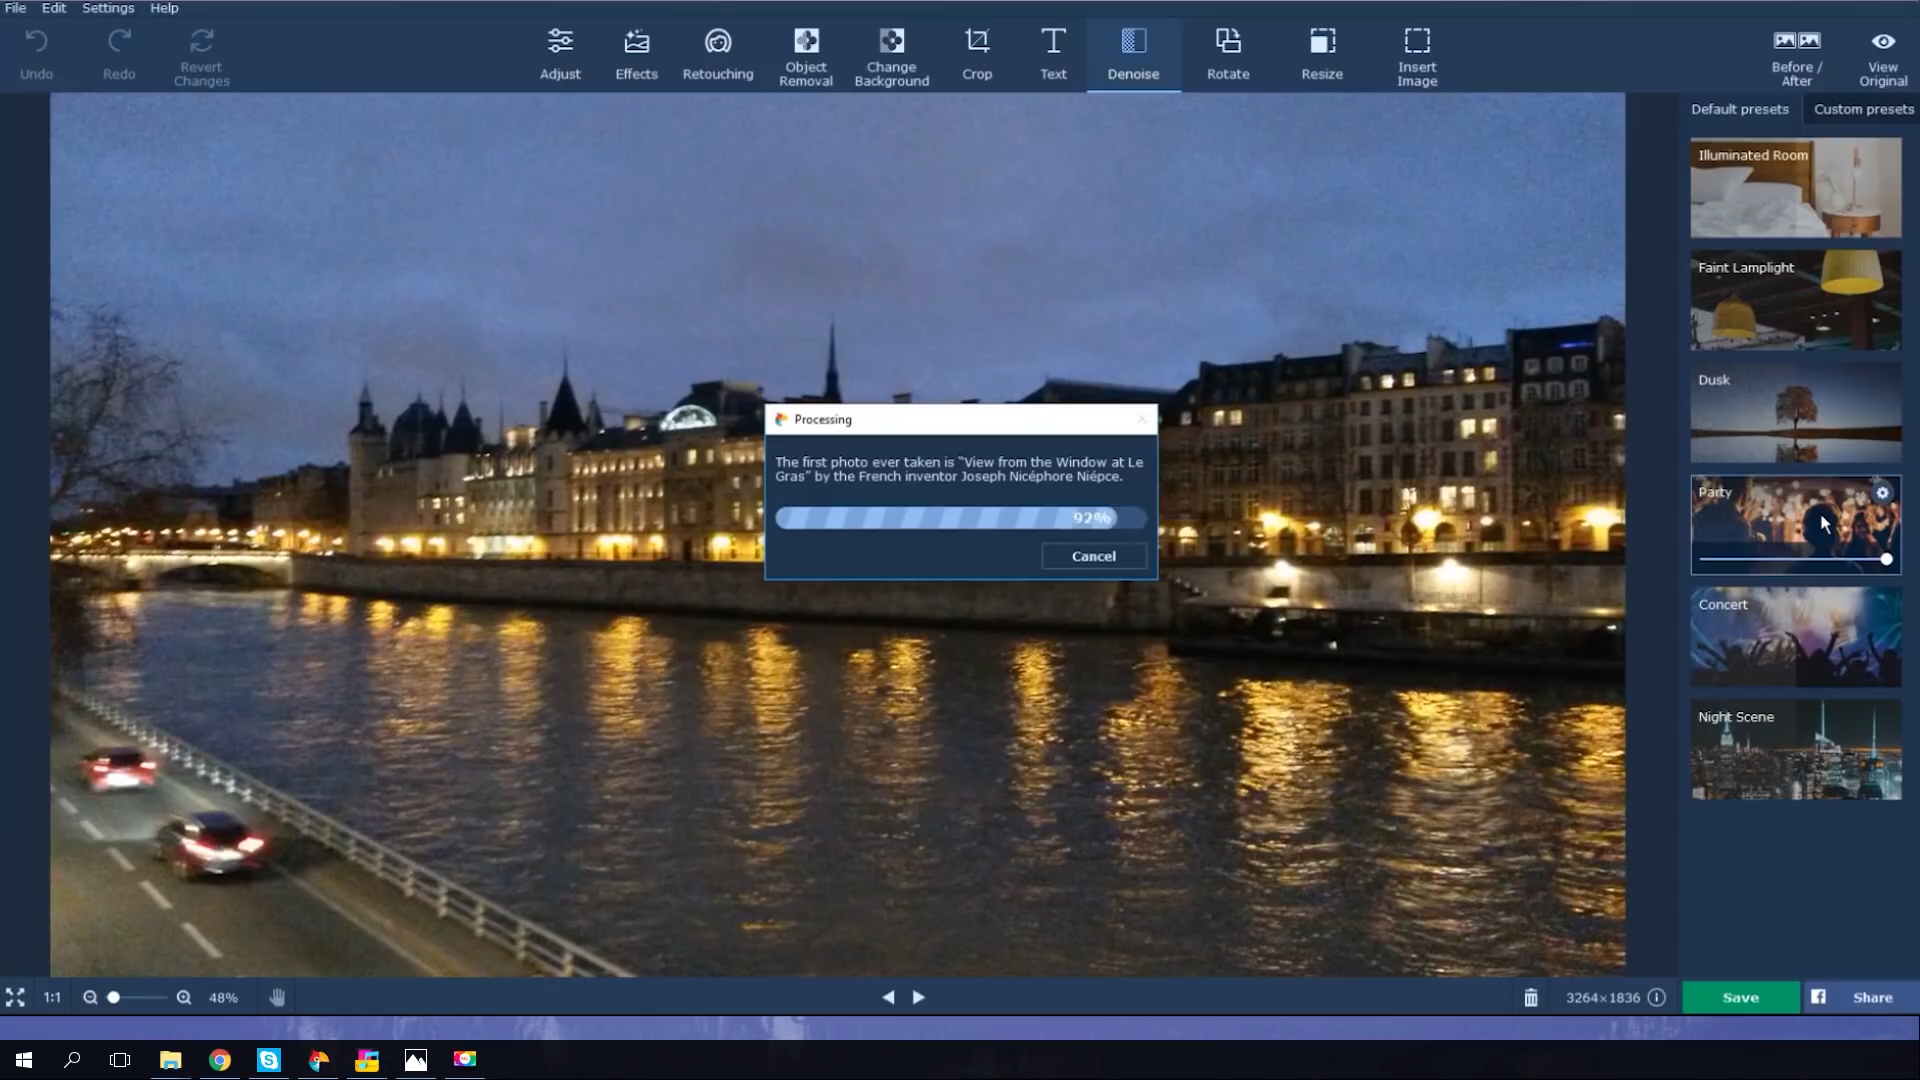 File Edit Settings Help
Undo
Redo
Revert
Changes
Adjust
Effects
Retouching
Object
Removal
Change
Background
Crop
Text
Denoise
Rotate
Resize
Insert
Image
Before /
After
View
Original
Default presets
Custom presets
Illuminated Room
Faint Lamplight
Dusk
Party
Concert
Night Scene
Processing
The first photo ever taken is “View from the Window at Le
Gras” by the French inventor Joseph Nicéphore Niépce.
92%
Cancel
1:1
48%
3264×1836
Save
Share